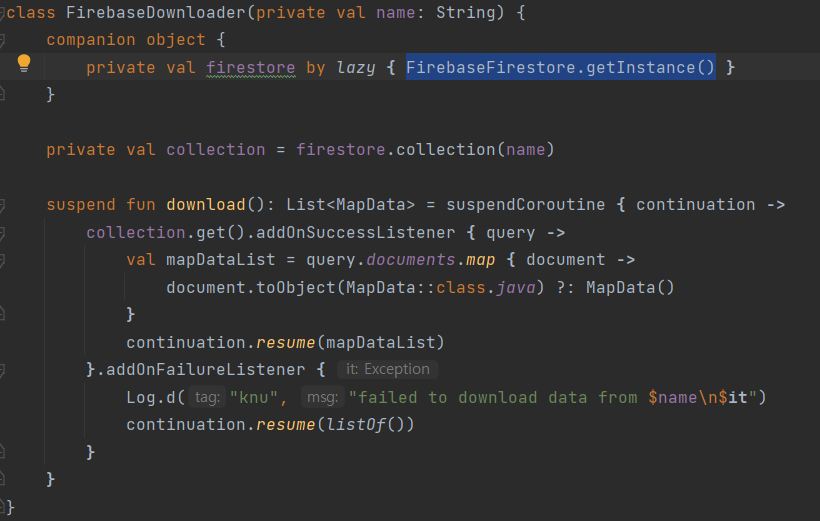 class FirebaseDownloader(private val name: String) {
companion object {
private val firestore by lazy { FirebaseFirestore.getInstance() }
}
private val collection = firestore.collection(name)
suspend fun download(): List<MapData> = suspendCoroutine { continuation ->
collection.get().addOnSuccessListener { query ->
val mapDataList = query.documents.map { document ->
document.toObject(MapData::class.java) ?: MapData()
}
continuation.resume(mapDataList)
}.addOnFailureListener { it: Exception
Log.d( tag: "knu", msg: "failed to download data from $name\n$it")
continuation.resume(listOf())
}
}
}